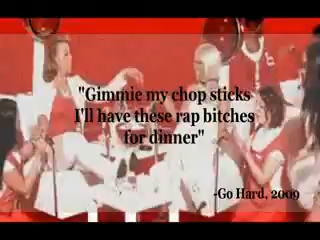 "Gimmie my chop sticks
I'll have these rap bitches
for dinner"
-Go Hard, 2009